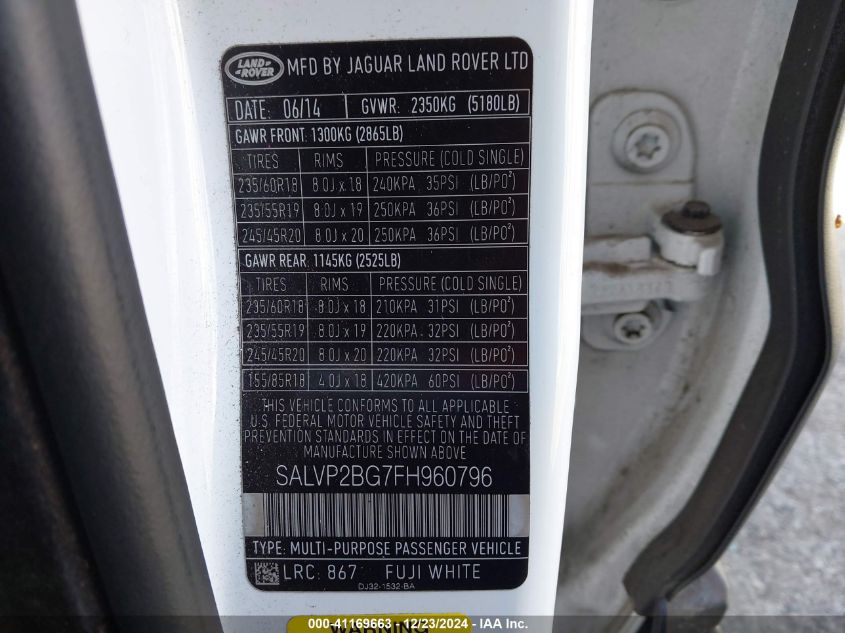 LAND ROVER MFD BY JAGUAR LAND ROVER LTD
DATE: 06/14 GVWR: 2350KG (5180LB)
GAWR FRONT: 1300KG (2865LB)
TIRES RIMS PRESSURE (COLD SINGLE)
235/60R18 8.0J x 18 240KPA, 35PSI (LB/PO²)
235/55R19 8.0J x 19 250KPA, 36PSI (LB/PO²)
245/45R20 8.0J x 20 250KPA, 36PSI (LB/PO²)
GAWR REAR: 1145KG (2525LB)
TIRES RIMS PRESSURE (COLD SINGLE)
235/60R18 8.0J x 18 210KPA, 31PSI (LB/PO²)
235/55R19 8.0J x 19 220KPA, 32PSI (LB/PO²)
245/45R20 8.0J x 20 220KPA, 32PSI (LB/PO²)
155/85R18 4.0J x 18 420KPA, 60PSI (LB/PO²)
THIS VEHICLE CONFORMS TO ALL APPLICABLE
U.S. FEDERAL MOTOR VEHICLE SAFETY AND THEFT
PREVENTION STANDARDS IN EFFECT ON THE DATE OF
MANUFACTURE SHOWN ABOVE
SALVP2BG7FH960796
TYPE: MULTI-PURPOSE PASSENGER VEHICLE
LRC: 867 FUJI WHITE
DJ32-1532-BA
WARNING
000-41169663 - 12/23/2024 - IAA Inc.